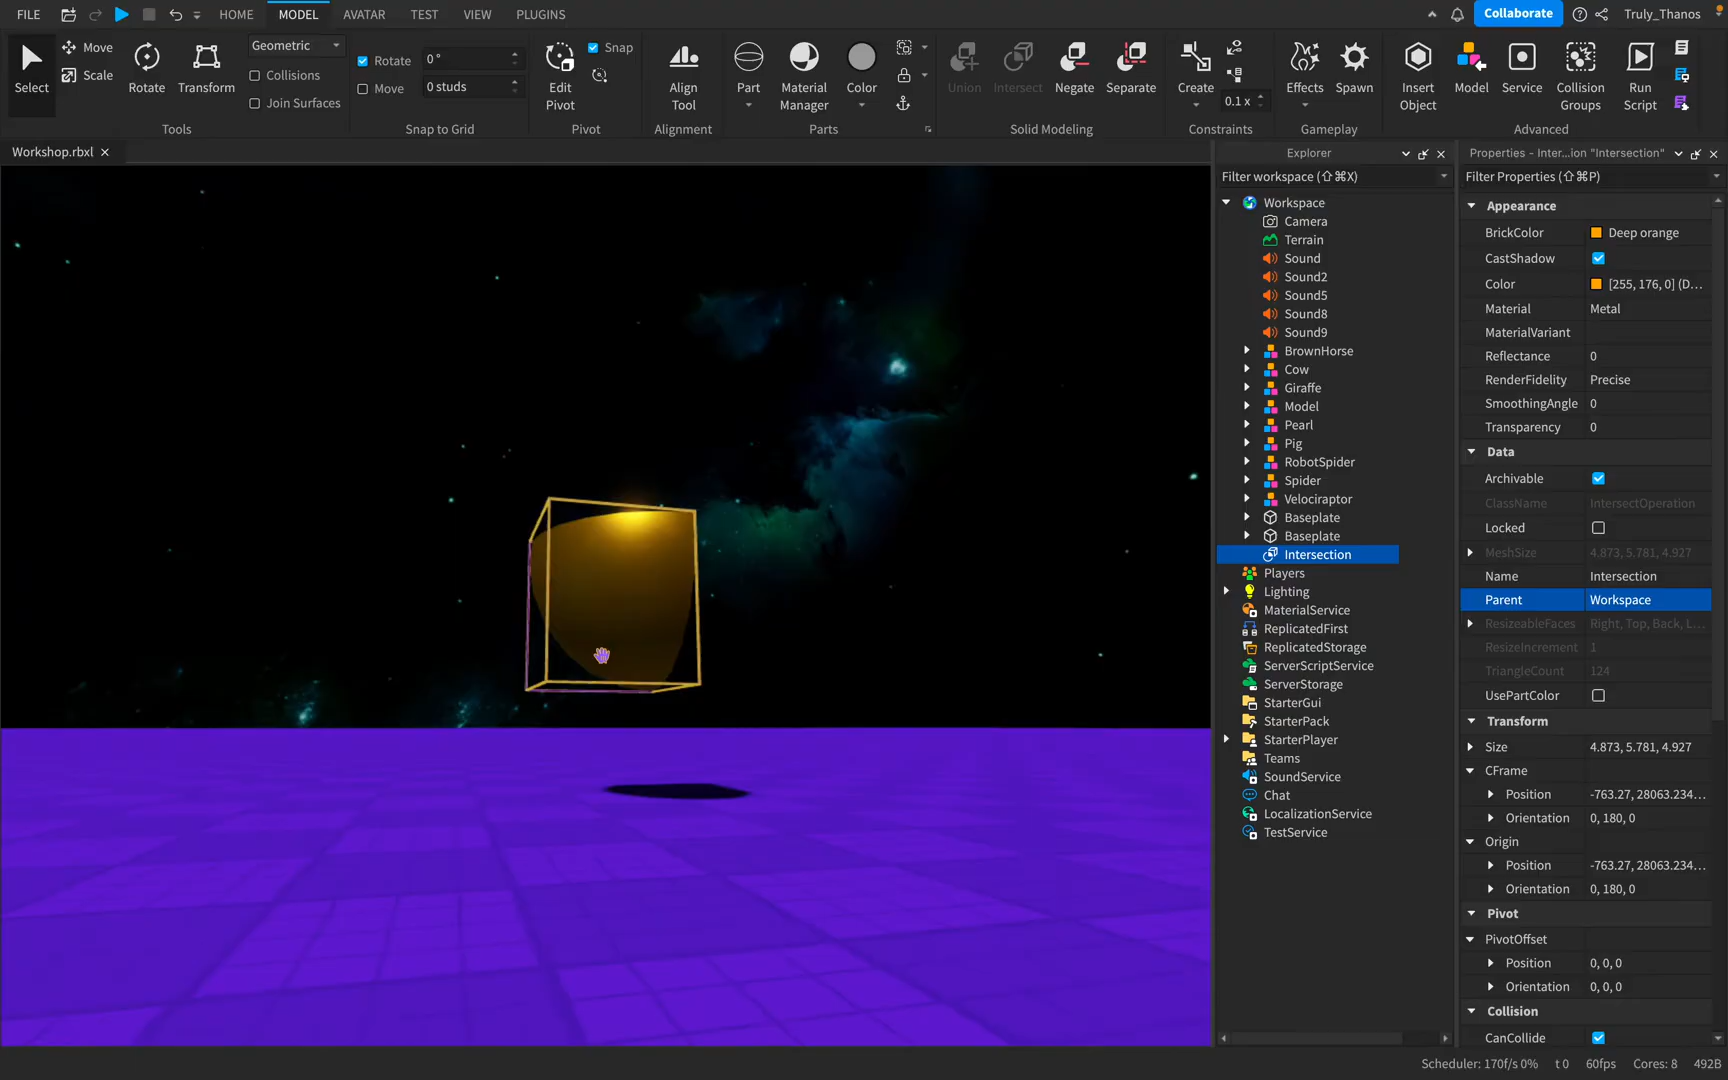 FILE HOME MODEL AVATAR TEST VIEW PLUGINS Collaborate Truly_Thanos
Select
Move
Scale
Rotate
Transform
Geometric
Collisions
Join Surfaces
Tools
Rotate 0 °
Move 0 studs
Snap to Grid
Edit
Pivot
Snap
Pivot
Align
Tool
Alignment
Part
Material
Manager
Color
Parts
Union
Intersect
Negate
Separate
Solid Modeling
Create
0.1 x
Constraints
Effects
Spawn
Gameplay
Insert
Object
Model
Service
Collision
Groups
Run
Script
Advanced
Workshop.rbxl
Explorer
Filter workspace (⇧⌘X)
Workspace
Camera
Terrain
Sound
Sound2
Sound5
Sound8
Sound9
BrownHorse
Cow
Giraffe
Model
Pearl
Pig
RobotSpider
Spider
Velociraptor
Baseplate
Baseplate
Intersection
Players
Lighting
MaterialService
ReplicatedFirst
ReplicatedStorage
ServerScriptService
ServerStorage
StarterGui
StarterPack
StarterPlayer
Teams
SoundService
Chat
LocalizationService
TestService
Properties - Inter...ion "Intersection"
Filter Properties (⇧⌘P)
Appearance
BrickColor Deep orange
CastShadow
Color [255, 176, 0] (D...
Material Metal
MaterialVariant
Reflectance 0
RenderFidelity Precise
SmoothingAngle 0
Transparency 0
Data
Archivable
ClassName IntersectOperation
Locked
MeshSize 4.873, 5.781, 4.927
Name Intersection
Parent Workspace
ResizeableFaces Right, Top, Back, L...
ResizeIncrement 1
TriangleCount 124
UsePartColor
Transform
Size 4.873, 5.781, 4.927
CFrame
Position -763.27, 28063.234...
Orientation 0, 180, 0
Origin
Position -763.27, 28063.234...
Orientation 0, 180, 0
Pivot
PivotOffset
Position 0, 0, 0
Orientation 0, 0, 0
Collision
CanCollide
Scheduler: 170f/s 0% t 0 60fps Cores: 8 492B